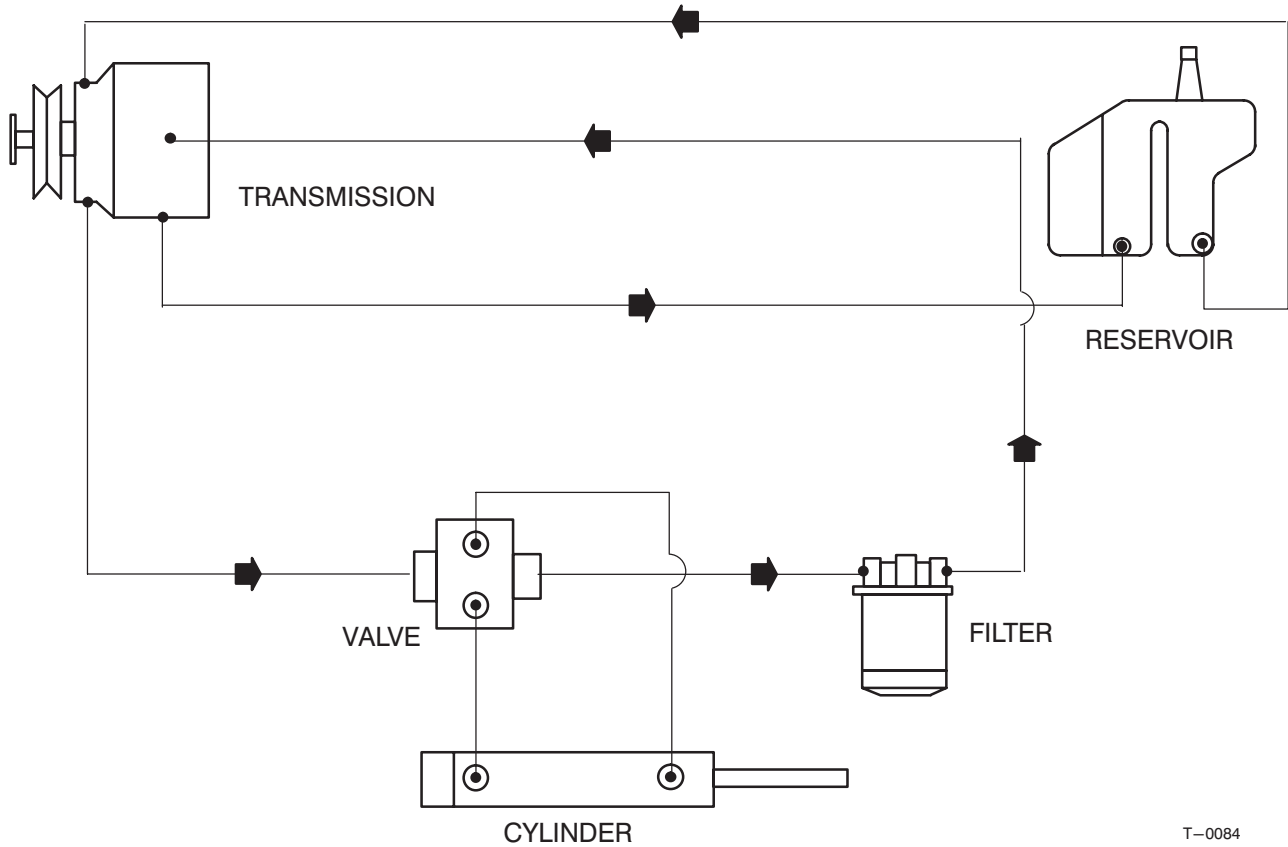 TRANSMISSION
RESERVOIR
VALVE
FILTER
CYLINDER
T–0084